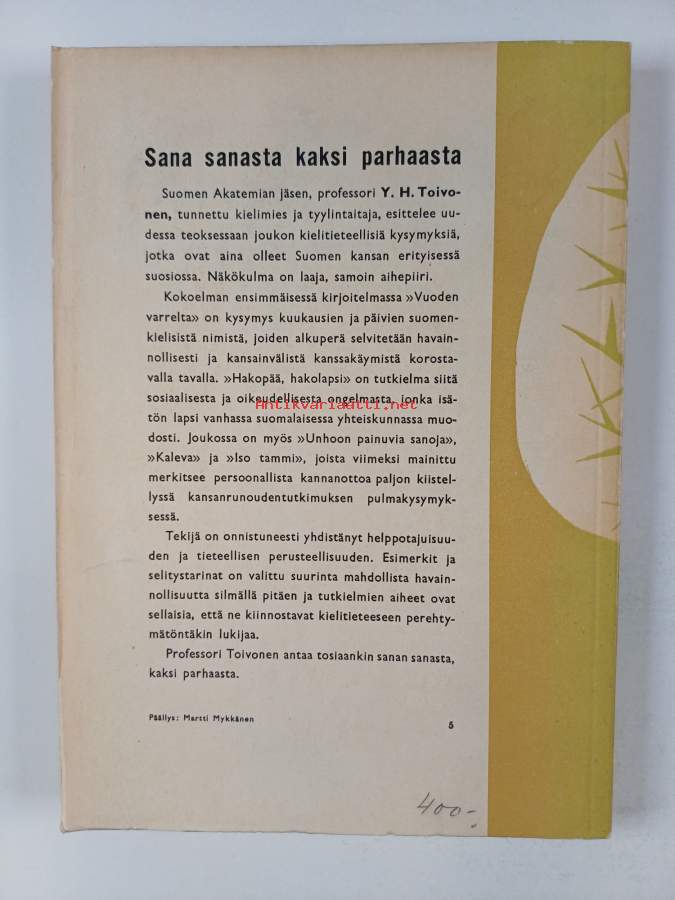 Sana sanasta kaksi parhaasta
Suomen Akatemian jäsen, professori Y. H. Toivo-
nen, tunnettu kielimies ja tyylintaitaja, esittelee uu-
dessa teoksessaan joukon kielitieteellisiä kysymyksiä,
jotka ovat aina olleet Suomen kansan erityisessä
suosiossa. Näkökulma on laaja, samoin aihepiiri.
Kokoelman ensimmäisessä kirjoitelmassa »Vuoden
varrelta» on kysymys kuukausien ja päivien suomen-
kielisistä nimistä, joiden alkuperä selvitetään havain-
nollisesti ja kansainvälistä kanssakäymistä korosta-
valla tavalla. »Hakopää, hakolapsi» on tutkielma siitä
sosiaalisesta ja oikeudellisesta ongelmasta, jonka isä-
Antikvariaatti.net
tön lapsi vanhassa suomalaisessa yhteiskunnassa muo-
dosti. Joukossa on myös »Unhoon painuvia sanoja»,
»Kaleva» ja »Iso tammi», joista viimeksi mainittu
merkitsee persoonallista kannanottoa paljon kiistel-
lyssä kansanrunoudentutkimuksen pulmakysymyk-
sessä.
Tekijä on onnistuneesti yhdistänyt helppotajuisuu-
den ja tieteellisen perusteellisuuden. Esimerkit ja
selitystarinat on valittu suurinta mahdollista havain-
nollisuutta silmällä pitäen ja tutkielmien aiheet ovat
sellaisia, että ne kiinnostavat kielitieteeseen perehty-
mätöntäkin lukijaa.
Professori Toivonen antaa tosiaankin sanan sanasta,
kaksi parhaasta.
Päällys: Martti Mykkänen
5
400-